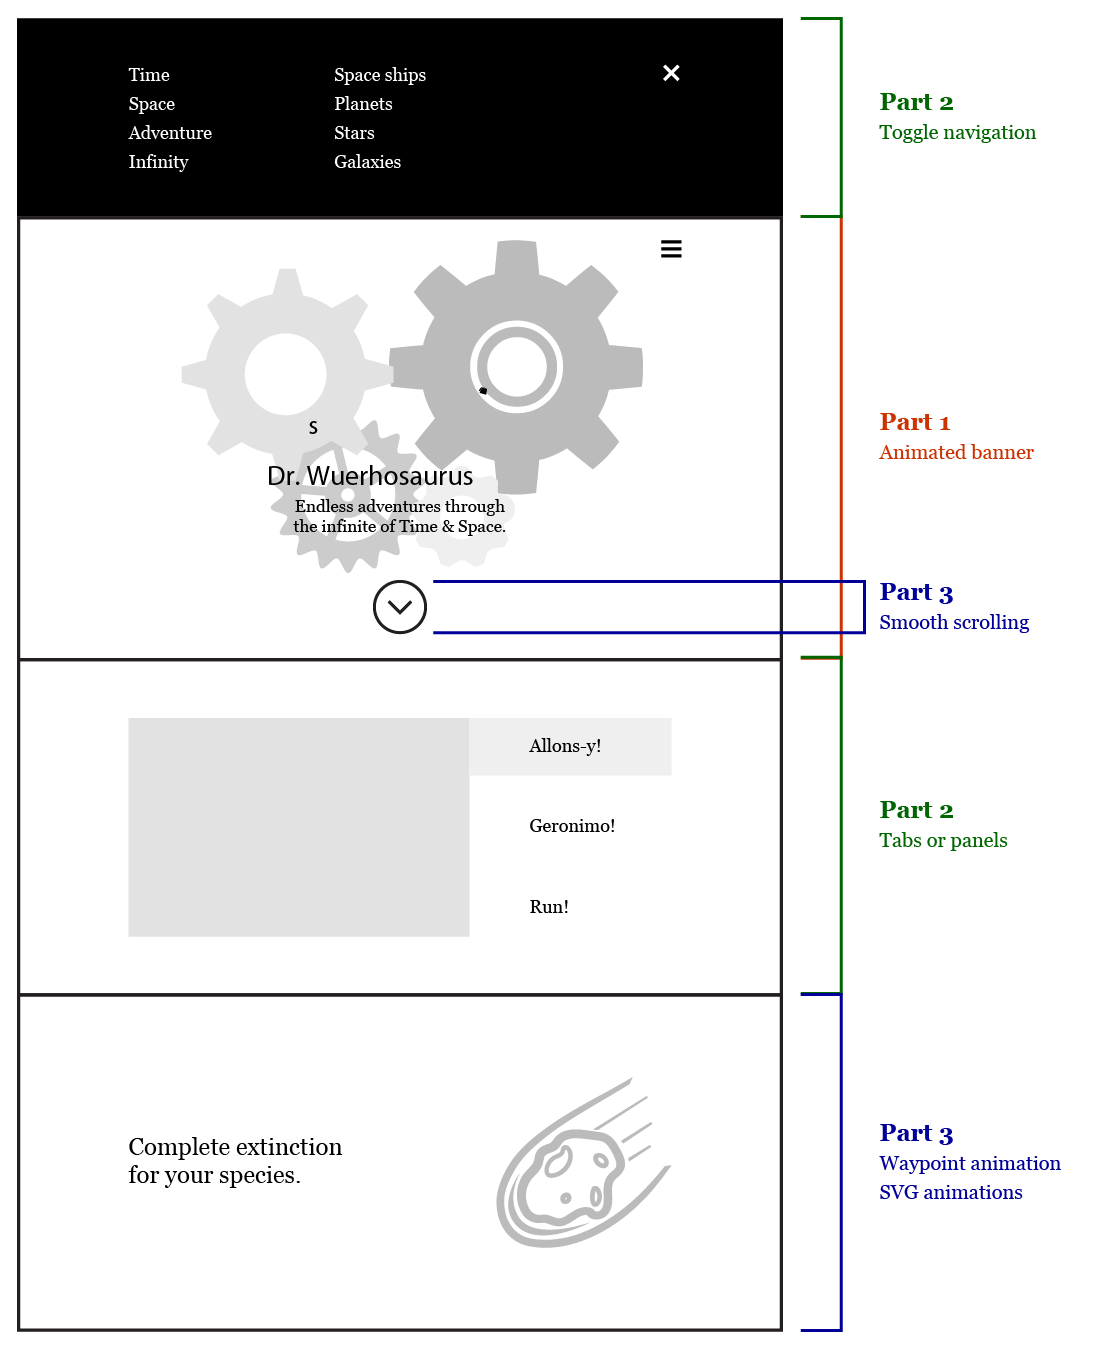 Time
Space
Adventure
Infinity
Space ships
Planets
Stars
Galaxies
Part 2
Toggle navigation
S
Dr. Wuerhosaurus
Endless adventures through
the infinite of Time & Space.
Part 1
Animated banner
Part 3
Smooth scrolling
Allons-y!
Geronimo!
Run!
Part 2
Tabs or panels
Complete extinction
for your species.
Part 3
Waypoint animation
SVG animations